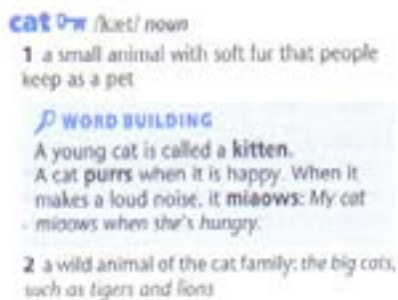 cat /kæt/ noun
1 a small animal with soft fur that people
keep as a pet
WORD BUILDING
A young cat is called a kitten.
A cat purrs when it is happy. When it
makes a loud noise, it miaows: My cat
miaows when she's hungry.
2 a wild animal of the cat family: the big cats,
such as tigers and lions